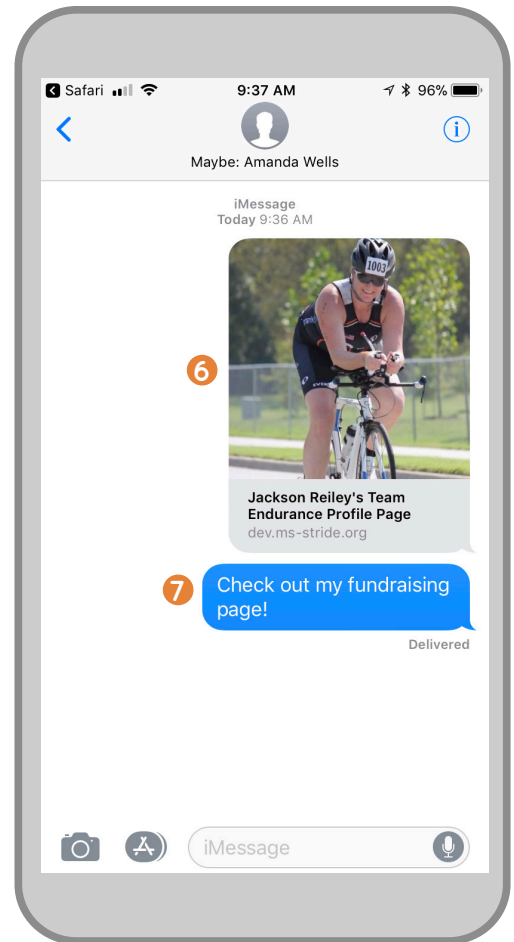 Safari 9:37 AM 96%
Maybe: Amanda Wells
iMessage
Today 9:36 AM
1003
6
Jackson Reiley's Team
Endurance Profile Page
dev.ms-stride.org
7 Check out my fundraising
page!
Delivered
iMessage